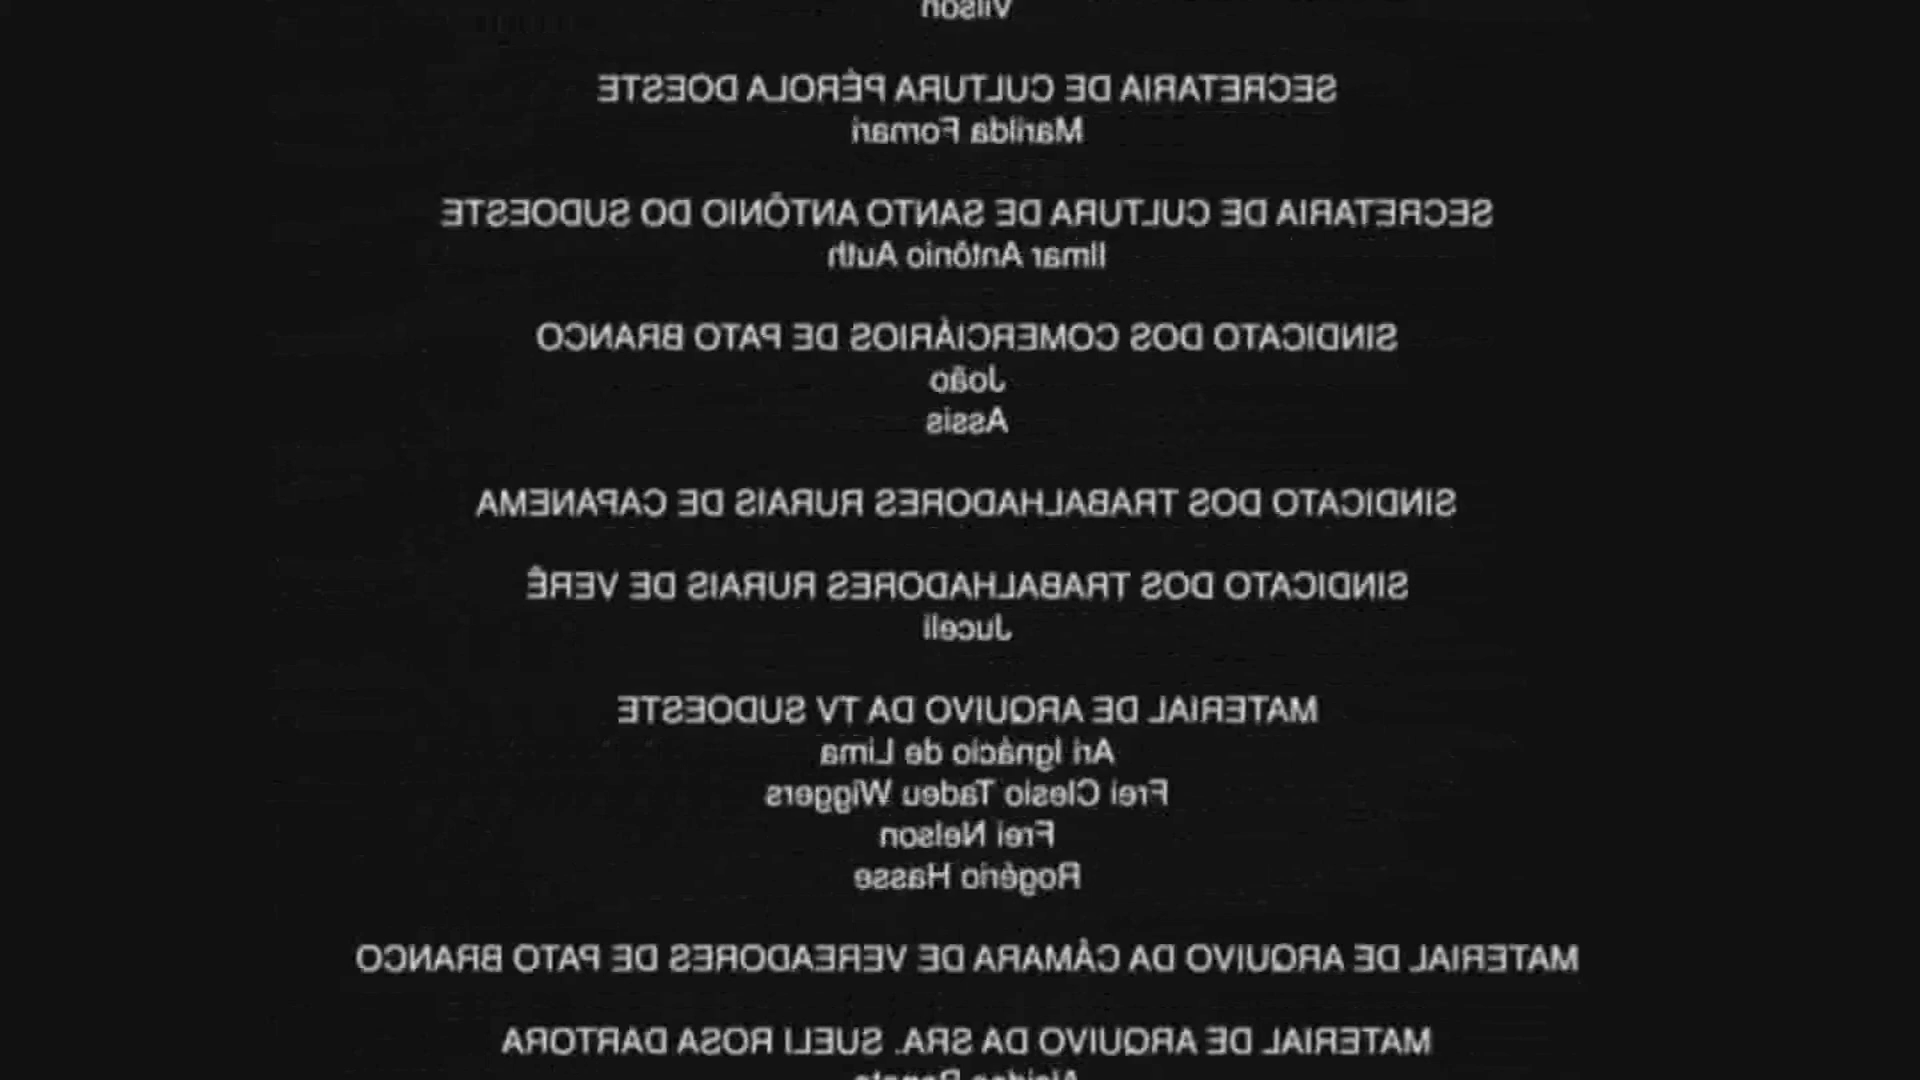 Vilson
SECRETARIA DE CULTURA PÉROLA DOESTE
Marilda Fornari
SECRETARIA DE CULTURA DE SANTO ANTÔNIO DO SUDOESTE
Ilmar Antônio Auth
SINDICATO DOS COMERCIÁRIOS DE PATO BRANCO
João
Assis
SINDICATO DOS TRABALHADORES RURAIS DE CAPANEMA
SINDICATO DOS TRABALHADORES RURAIS DE VERÊ
Juceli
MATERIAL DE ARQUIVO DA TV SUDOESTE
Ari Ignácio de Lima
Frei Clesio Tadeu Wiggers
Frei Nelson
Rogério Hasse
MATERIAL DE ARQUIVO DA CÂMARA DE VEREADORES DE PATO BRANCO
MATERIAL DE ARQUIVO DA SRA. SUELI ROSA DARTORA